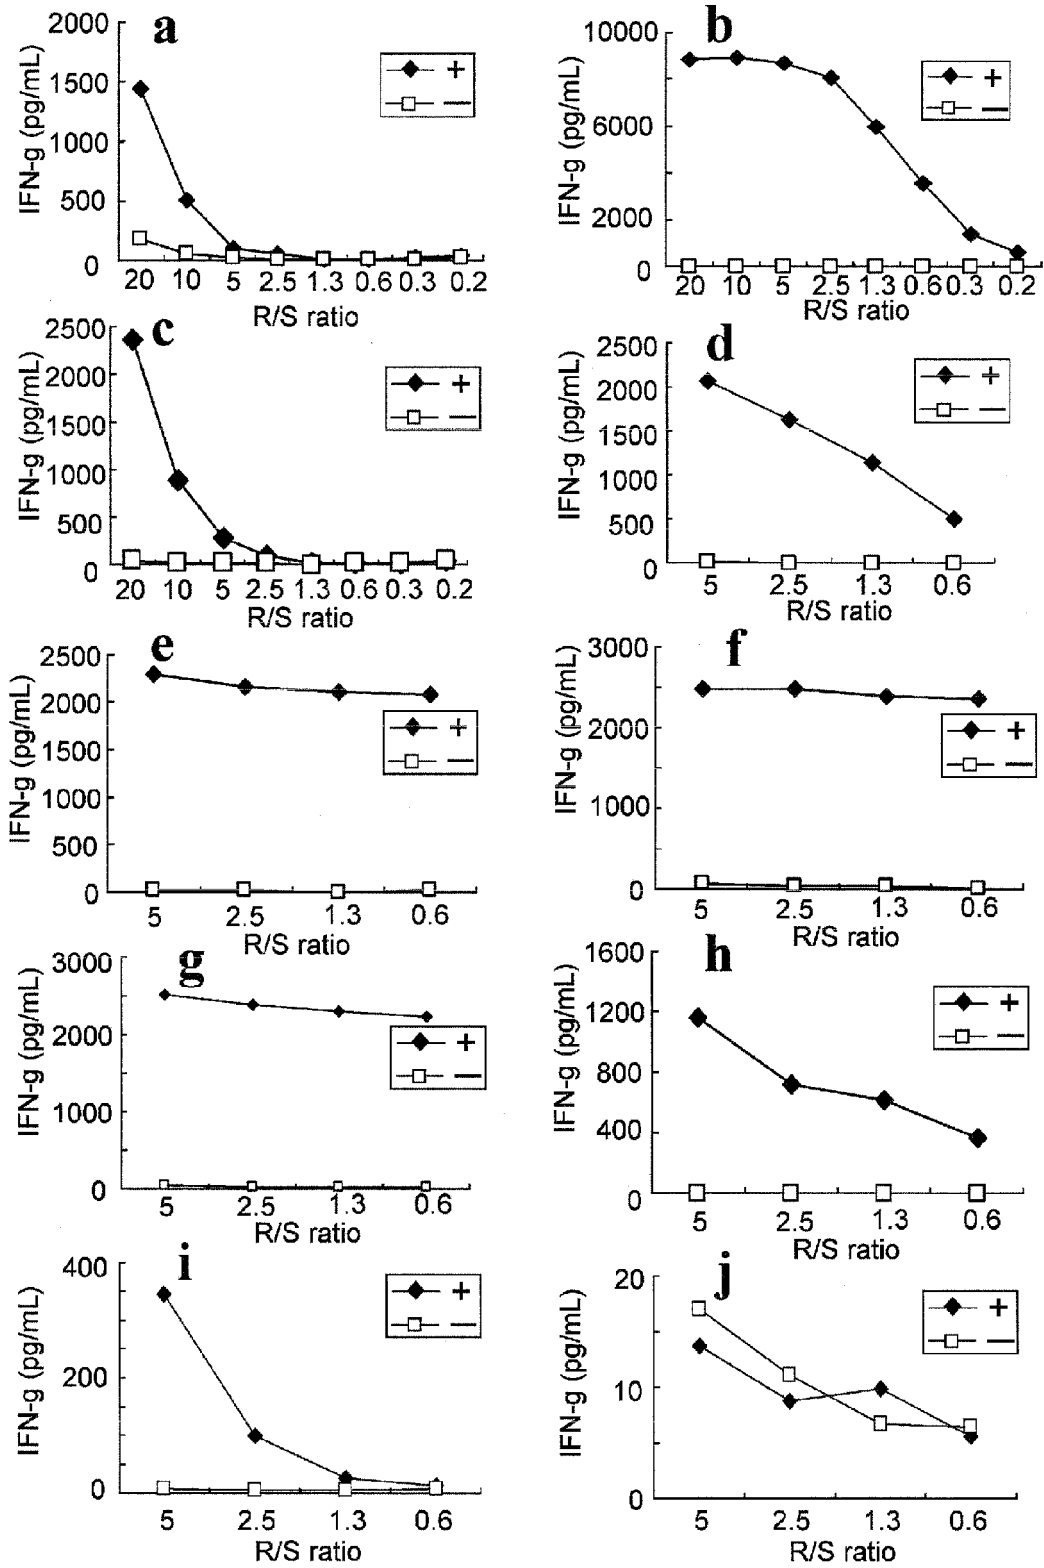 a
IFN-g (pg/mL)
2000
1500
1000
500
0
20 10 5 2.5 1.3 0.6 0.3 0.2
R/S ratio
+
—
b
IFN-g (pg/mL)
10000
6000
2000
0
20 10 5 2.5 1.3 0.6 0.3 0.2
R/S ratio
+
—
c
IFN-g (pg/mL)
2500
2000
1500
1000
500
0
20 10 5 2.5 1.3 0.6 0.3 0.2
R/S ratio
+
—
d
IFN-g (pg/mL)
2500
2000
1500
1000
500
0
5 2.5 1.3 0.6
R/S ratio
+
—
e
IFN-g (pg/mL)
2500
2000
1500
1000
500
0
5 2.5 1.3 0.6
R/S ratio
+
—
f
IFN-g (pg/mL)
3000
2000
1000
0
5 2.5 1.3 0.6
R/S ratio
+
—
g
IFN-g (pg/mL)
3000
2000
1000
0
5 2.5 1.3 0.6
R/S ratio
+
—
h
IFN-g (pg/mL)
1600
1200
800
400
0
5 2.5 1.3 0.6
R/S ratio
+
—
i
IFN-g (pg/mL)
400
200
0
5 2.5 1.3 0.6
R/S ratio
+
—
j
IFN-g (pg/mL)
20
10
0
5 2.5 1.3 0.6
R/S ratio
+
—